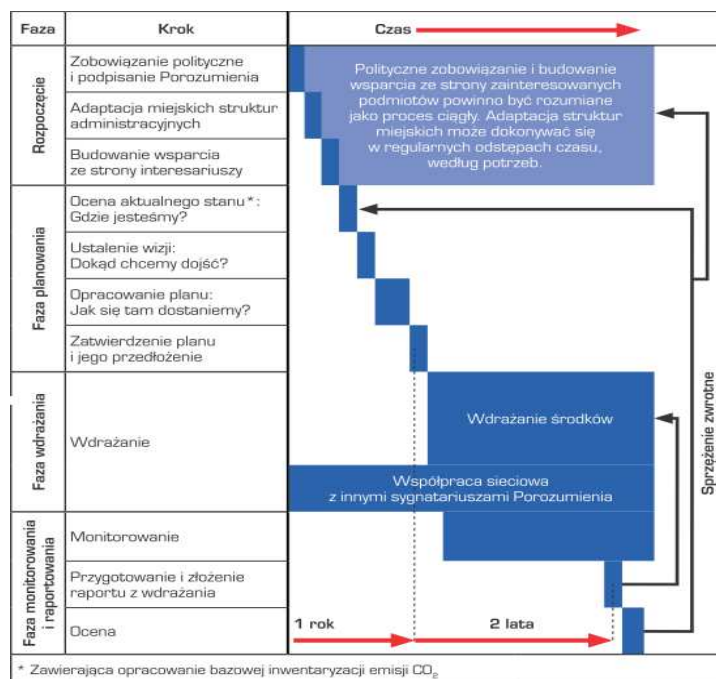 Faza Krok Czas
Rozpoczęcie
Zobowiązanie polityczne
i podpisanie Porozumienia
Adaptacja miejskich struktur
administracyjnych
Budowanie wsparcia
ze strony interesariuszy
Polityczne zobowiązanie i budowanie
wsparcia ze strony zainteresowanych
podmiotów powinno być rozumiane
jako proces ciągły. Adaptacja struktur
miejskich może dokonywać się
w regularnych odstępach czasu,
według potrzeb.
Faza planowania
Ocena aktualnego stanu*:
Gdzie jesteśmy?
Ustalenie wizji:
Dokąd chcemy dojść?
Opracowanie planu:
Jak się tam dostaniemy?
Zatwierdzenie planu
i jego przedłożenie
Faza wdrażania
Wdrażanie
Wdrażanie środków
Współpraca sieciowa
z innymi sygnatariuszami Porozumienia
Faza monitorowania
i raportowania
Monitorowanie
Przygotowanie i złożenie
raportu z wdrażania
Ocena
1 rok 2 lata
Sprzężenie zwrotne
* Zawierająca opracowanie bazowej inwentaryzacji emisji CO₂